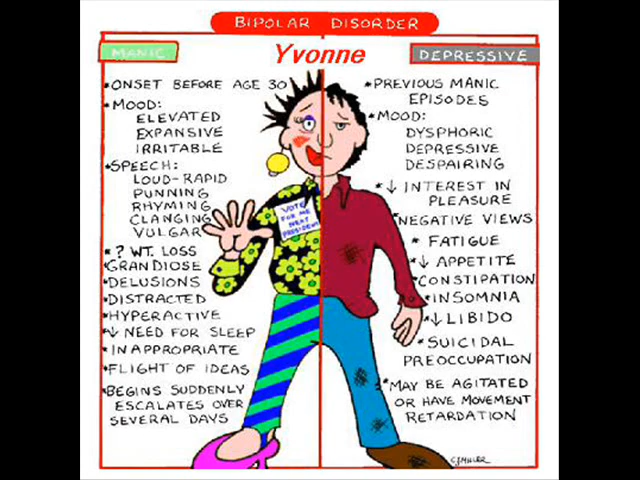 BIPOLAR DISORDER
Yvonne
MANIC
*ONSET BEFORE AGE 30
*MOOD:
ELEVATED
EXPANSIVE
IRRITABLE
*SPEECH:
LOUD-RAPID
PUNNING
RHYMING
CLANGING
VULGAR
*? WT. LOSS
*GRANDIOSE
*DELUSIONS
*DISTRACTED
*HYPERACTIVE
*↓ NEED FOR SLEEP
*INAPPROPRIATE
*FLIGHT OF IDEAS
*BEGINS SUDDENLY
ESCALATES OVER
SEVERAL DAYS
VOTE
FOR ME
NEXT
PRESIDENT
DEPRESSIVE
*PREVIOUS MANIC
EPISODES
*MOOD:
DYSPHORIC
DEPRESSIVE
DESPAIRING
*↓ INTEREST IN
PLEASURE
*NEGATIVE VIEWS
*FATIGUE
*↓ APPETITE
*CONSTIPATION
*INSOMNIA
*↓ LIBIDO
*SUICIDAL
PREOCCUPATION
*MAY BE AGITATED
OR HAVE MOVEMENT
RETARDATION